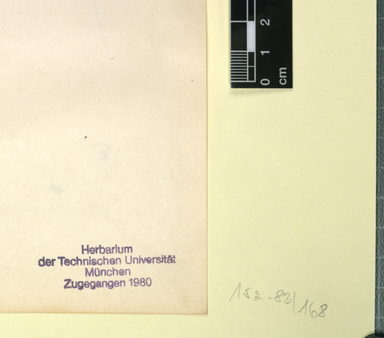 0 1 2
cm
Herbarium
der Technischen Universität
München
Zugegangen 1980
152-83/168